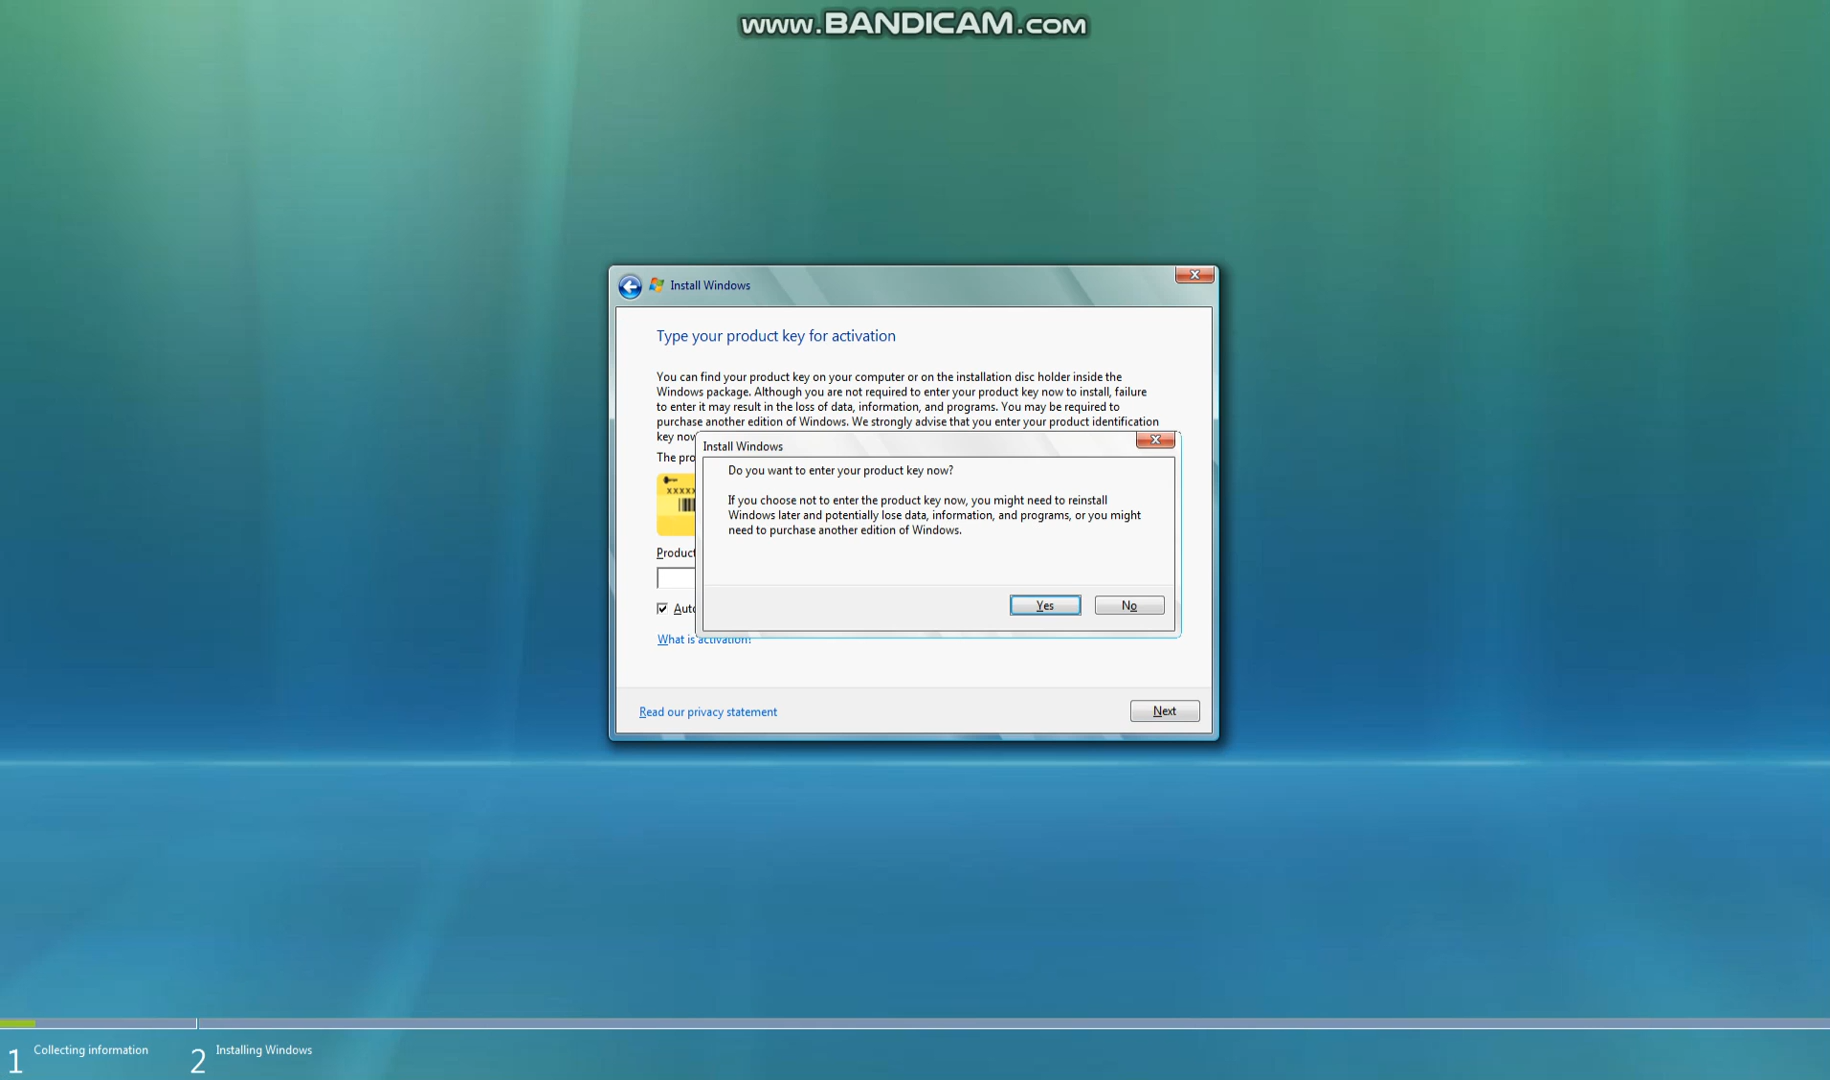 www.BANDICAM.com
Install Windows
Type your product key for activation
You can find your product key on your computer or on the installation disc holder inside the
Windows package. Although you are not required to enter your product key now to install, failure
to enter it may result in the loss of data, information, and programs. You may be required to
purchase another edition of Windows. We strongly advise that you enter your product identification
key now
The pro
XXXXX
Product
Auto
What is activation?
Install Windows
Do you want to enter your product key now?
If you choose not to enter the product key now, you might need to reinstall
Windows later and potentially lose data, information, and programs, or you might
need to purchase another edition of Windows.
Yes
No
Read our privacy statement
Next
1 Collecting information
2 Installing Windows